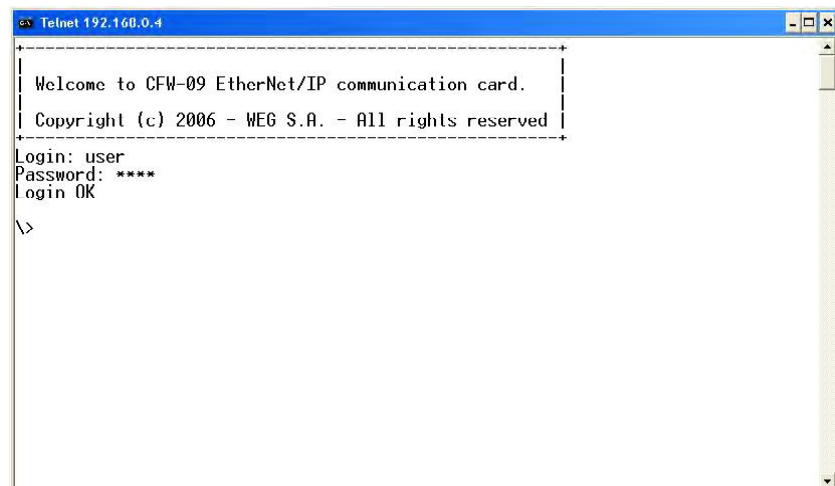 Telnet 192.168.0.4
+-----------------------------------------------------+
| Welcome to CFW-09 EtherNet/IP communication card. |
| Copyright (c) 2006 - WEG S.A. - All rights reserved |
+-----------------------------------------------------+
Login: user
Password: ****
Login OK
\>